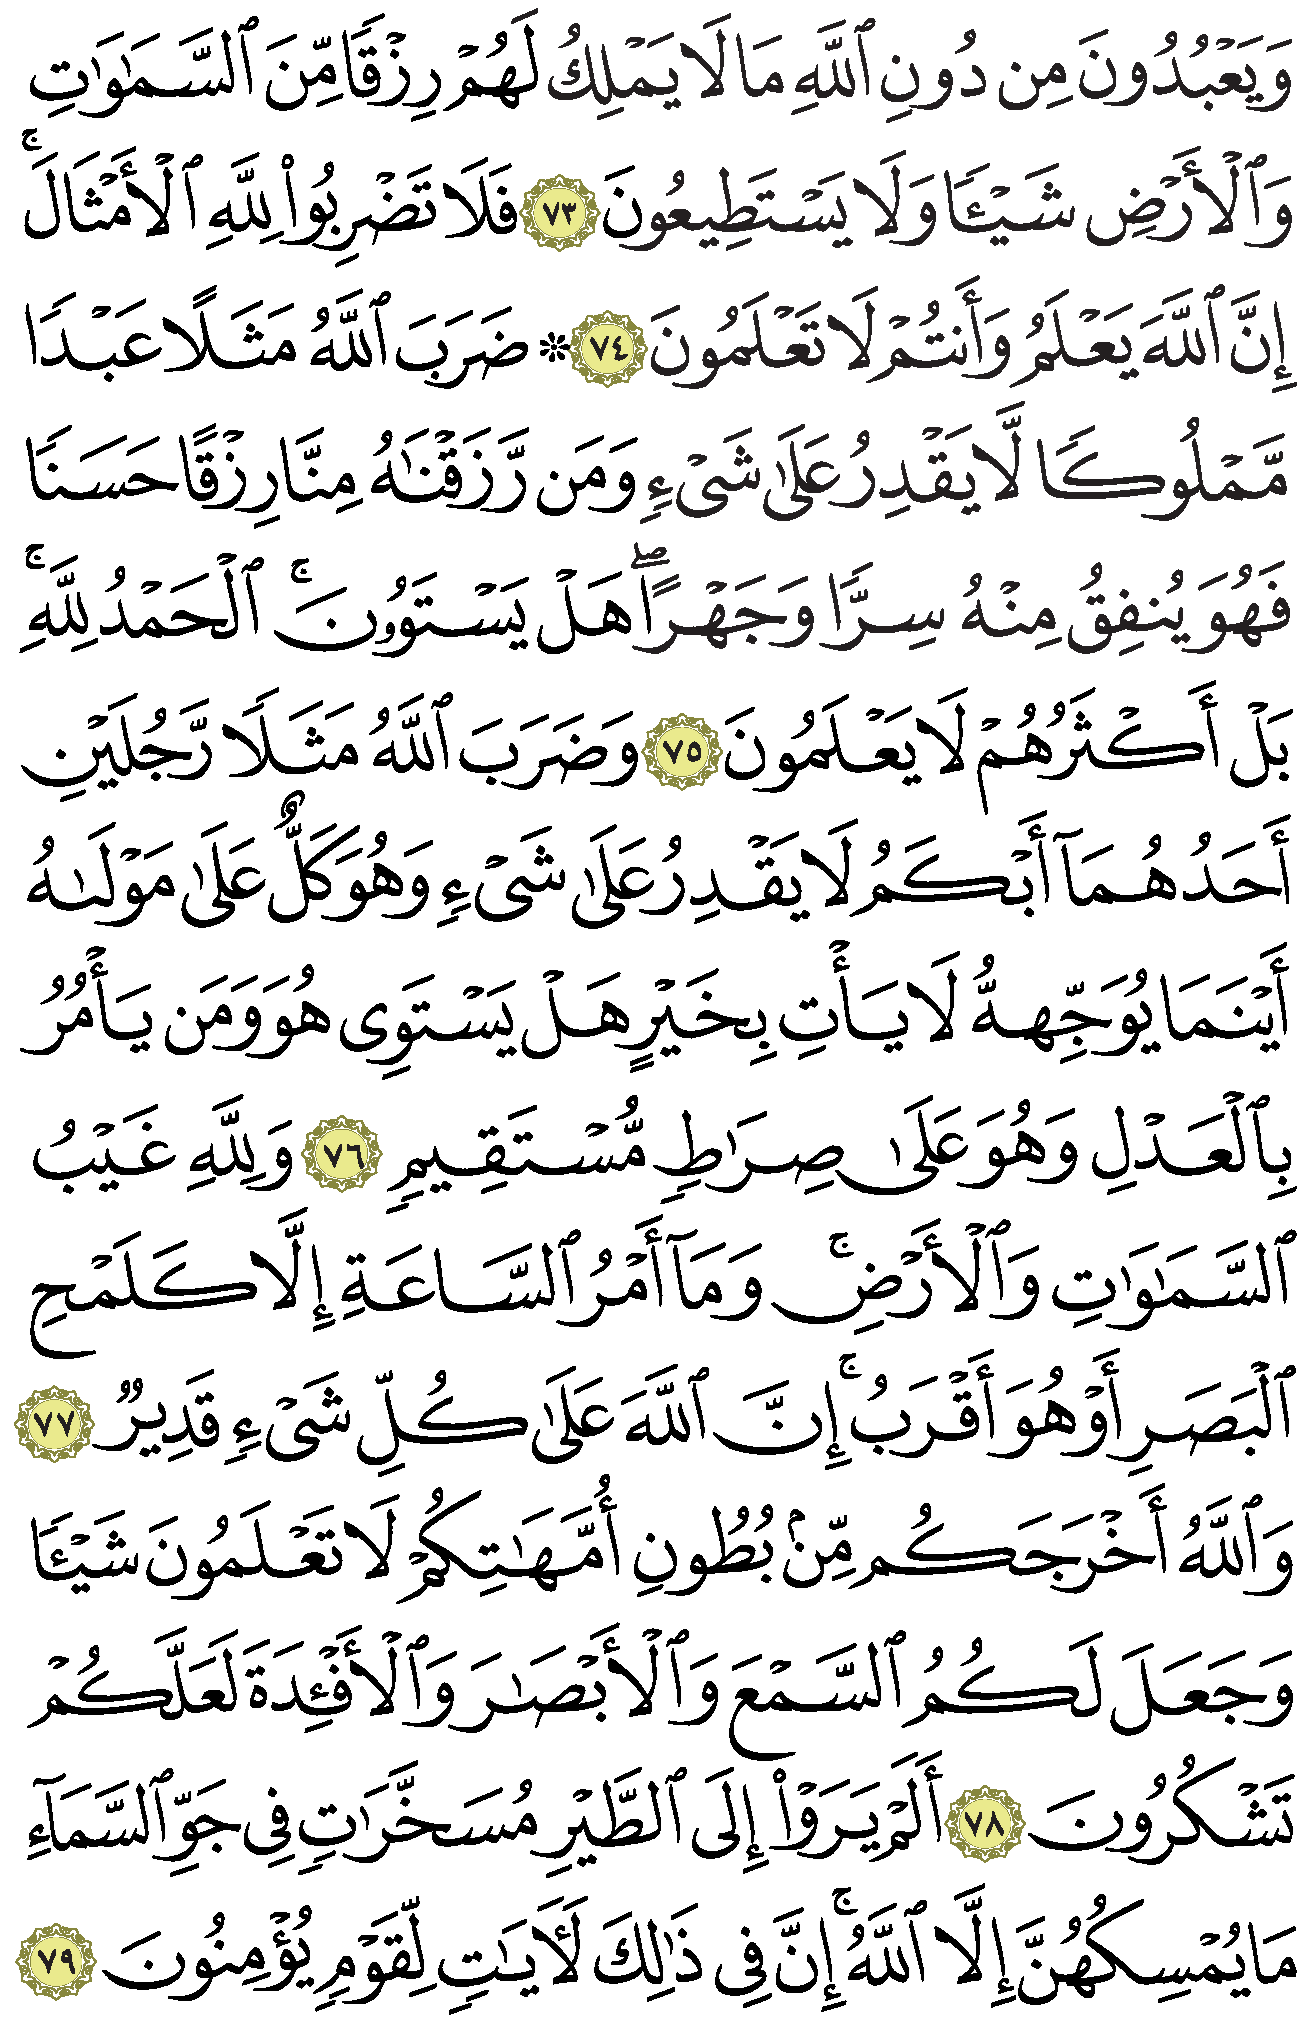 وَيَعْبُدُونَ مِن دُونِ ٱللَّهِ مَا لَا يَمْلِكُ لَهُمْ رِزْقًا مِّنَ ٱلسَّمَٰوَٰتِ
وَٱلْأَرْضِ شَيْـًٔا وَلَا يَسْتَطِيعُونَ ٧٣ فَلَا تَضْرِبُوا۟ لِلَّهِ ٱلْأَمْثَالَ ۚ
إِنَّ ٱللَّهَ يَعْلَمُ وَأَنتُمْ لَا تَعْلَمُونَ ٧٤ ۞ ضَرَبَ ٱللَّهُ مَثَلًا عَبْدًا
مَّمْلُوكًا لَّا يَقْدِرُ عَلَىٰ شَىْءٍ وَمَن رَّزَقْنَٰهُ مِنَّا رِزْقًا حَسَنًا
فَهُوَ يُنفِقُ مِنْهُ سِرًّا وَجَهْرًا ۖ هَلْ يَسْتَوُۥنَ ۚ ٱلْحَمْدُ لِلَّهِ ۚ
بَلْ أَكْثَرُهُمْ لَا يَعْلَمُونَ ٧٥ وَضَرَبَ ٱللَّهُ مَثَلًا رَّجُلَيْنِ
أَحَدُهُمَآ أَبْكَمُ لَا يَقْدِرُ عَلَىٰ شَىْءٍ وَهُوَ كَلٌّ عَلَىٰ مَوْلَىٰهُ
أَيْنَمَا يُوَجِّههُّ لَا يَأْتِ بِخَيْرٍ هَلْ يَسْتَوِى هُوَ وَمَن يَأْمُرُ
بِٱلْعَدْلِ وَهُوَ عَلَىٰ صِرَٰطٍ مُّسْتَقِيمٍ ٧٦ وَلِلَّهِ غَيْبُ
ٱلسَّمَٰوَٰتِ وَٱلْأَرْضِ ۚ وَمَآ أَمْرُ ٱلسَّاعَةِ إِلَّا كَلَمْحِ
ٱلْبَصَرِ أَوْ هُوَ أَقْرَبُ ۚ إِنَّ ٱللَّهَ عَلَىٰ كُلِّ شَىْءٍ قَدِيرٌ ٧٧
وَٱللَّهُ أَخْرَجَكُم مِّنۢ بُطُونِ أُمَّهَٰتِكُمْ لَا تَعْلَمُونَ شَيْـًٔا
وَجَعَلَ لَكُمُ ٱلسَّمْعَ وَٱلْأَبْصَٰرَ وَٱلْأَفْـِٔدَةَ لَعَلَّكُمْ
تَشْكُرُونَ ٧٨ أَلَمْ يَرَوْا۟ إِلَى ٱلطَّيْرِ مُسَخَّرَٰتٍ فِى جَوِّ ٱلسَّمَآءِ
مَا يُمْسِكُهُنَّ إِلَّا ٱللَّهُ ۚ إِنَّ فِى ذَٰلِكَ لَـَٔايَٰتٍ لِّقَوْمٍ يُؤْمِنُونَ ٧٩